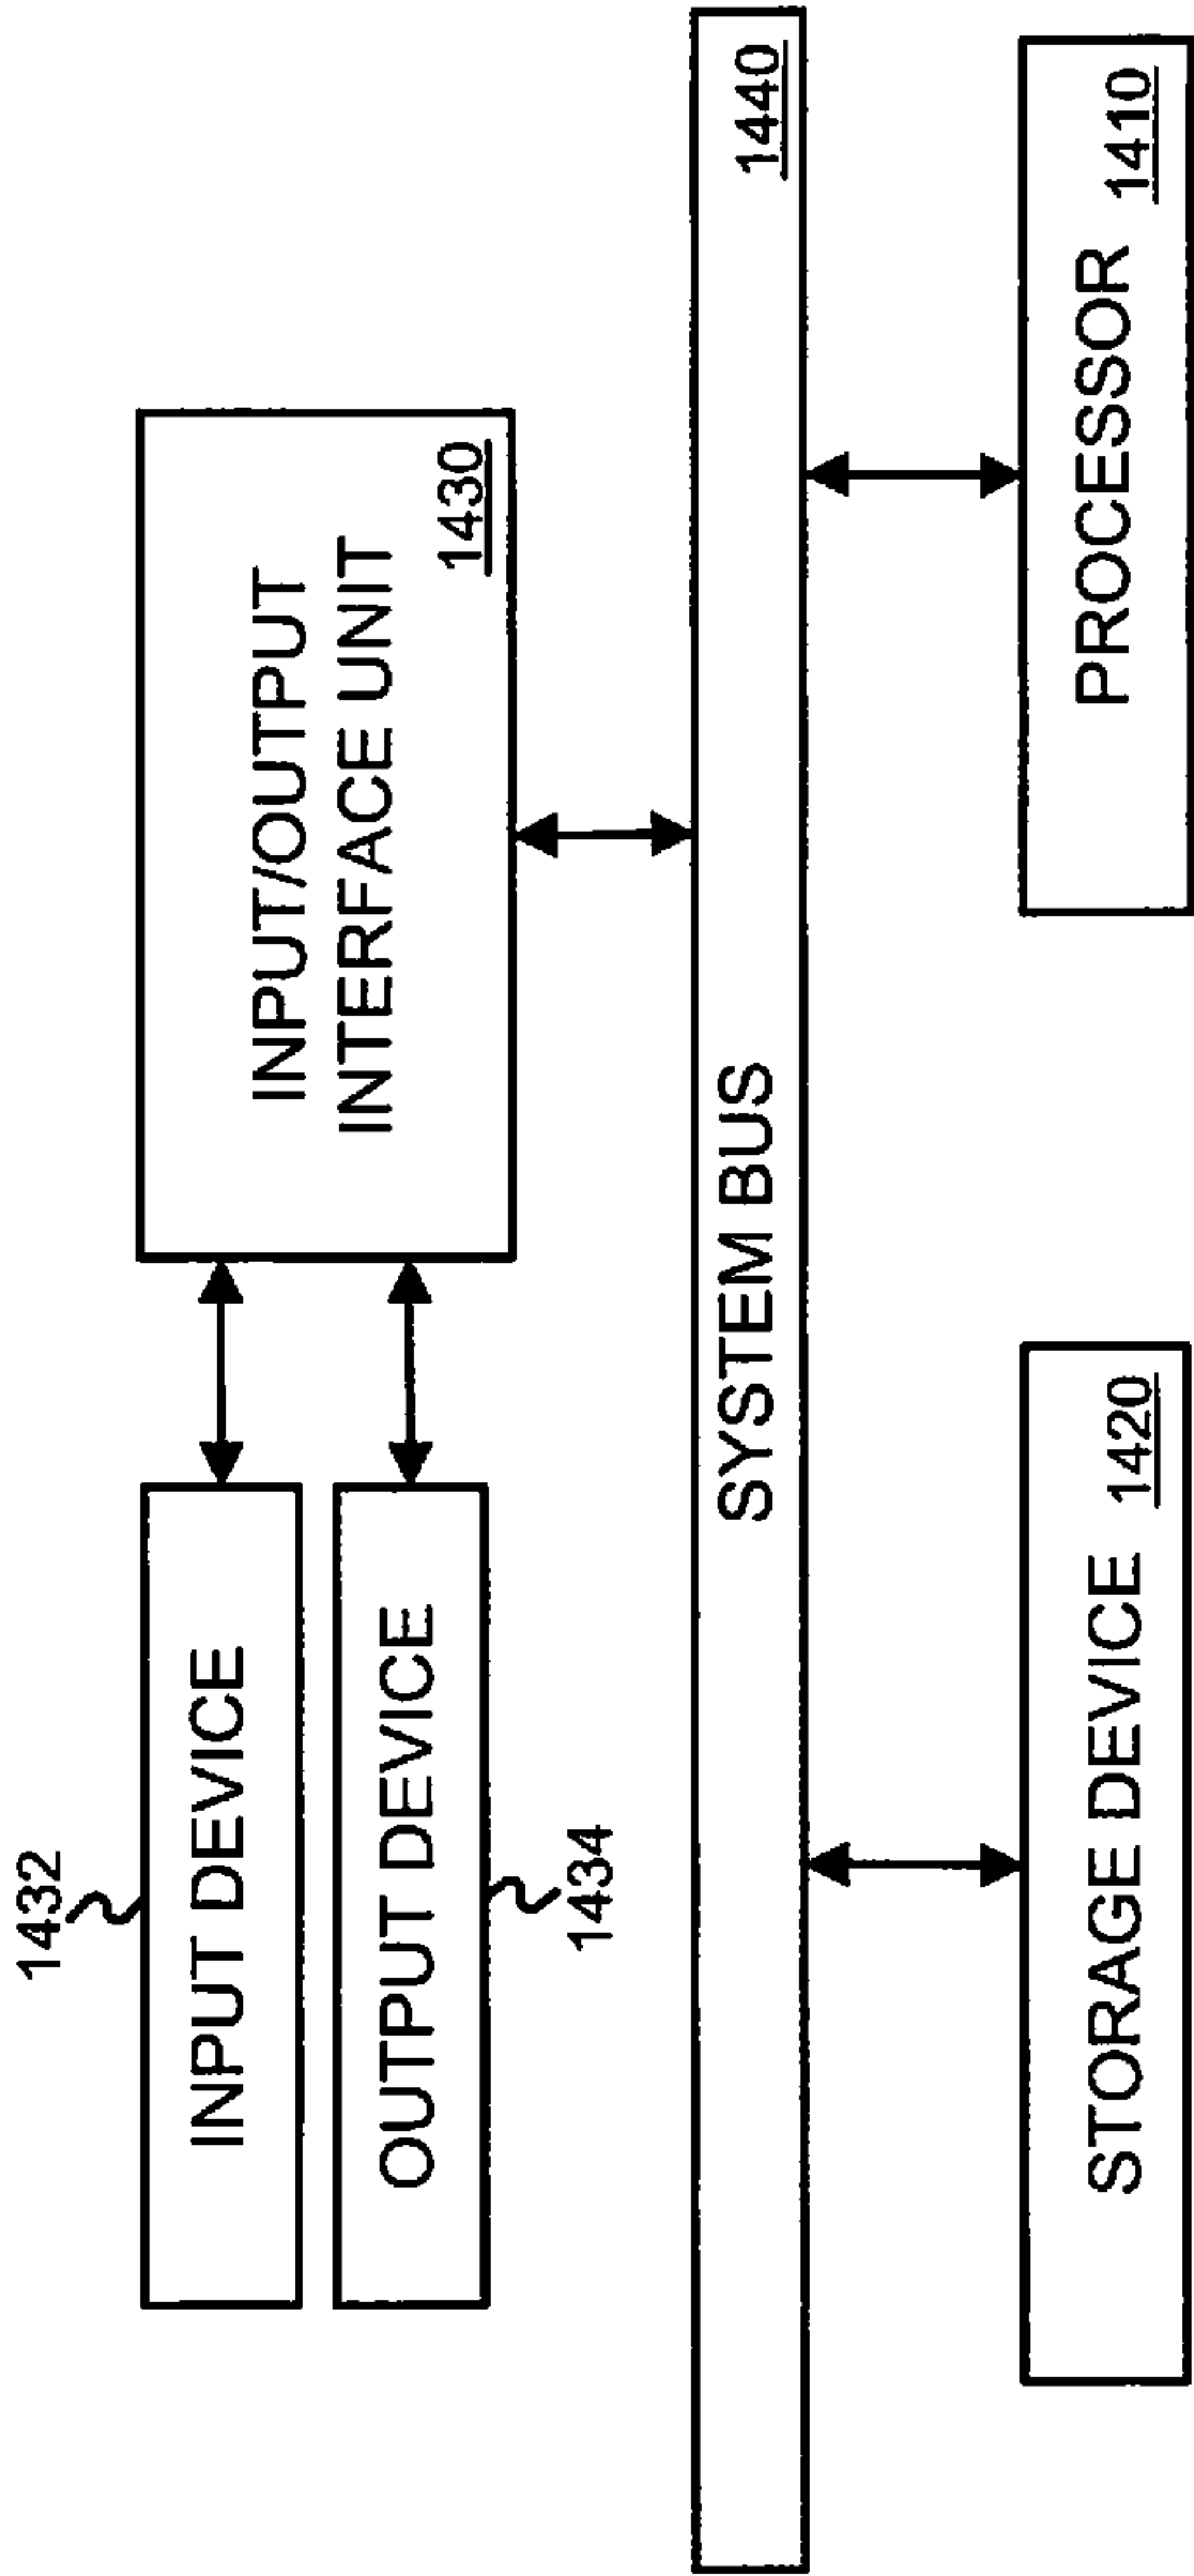 1432
INPUT DEVICE
OUTPUT DEVICE
1434
INPUT/OUTPUT
INTERFACE UNIT
1430
SYSTEM BUS
1440
STORAGE DEVICE 1420
PROCESSOR 1410